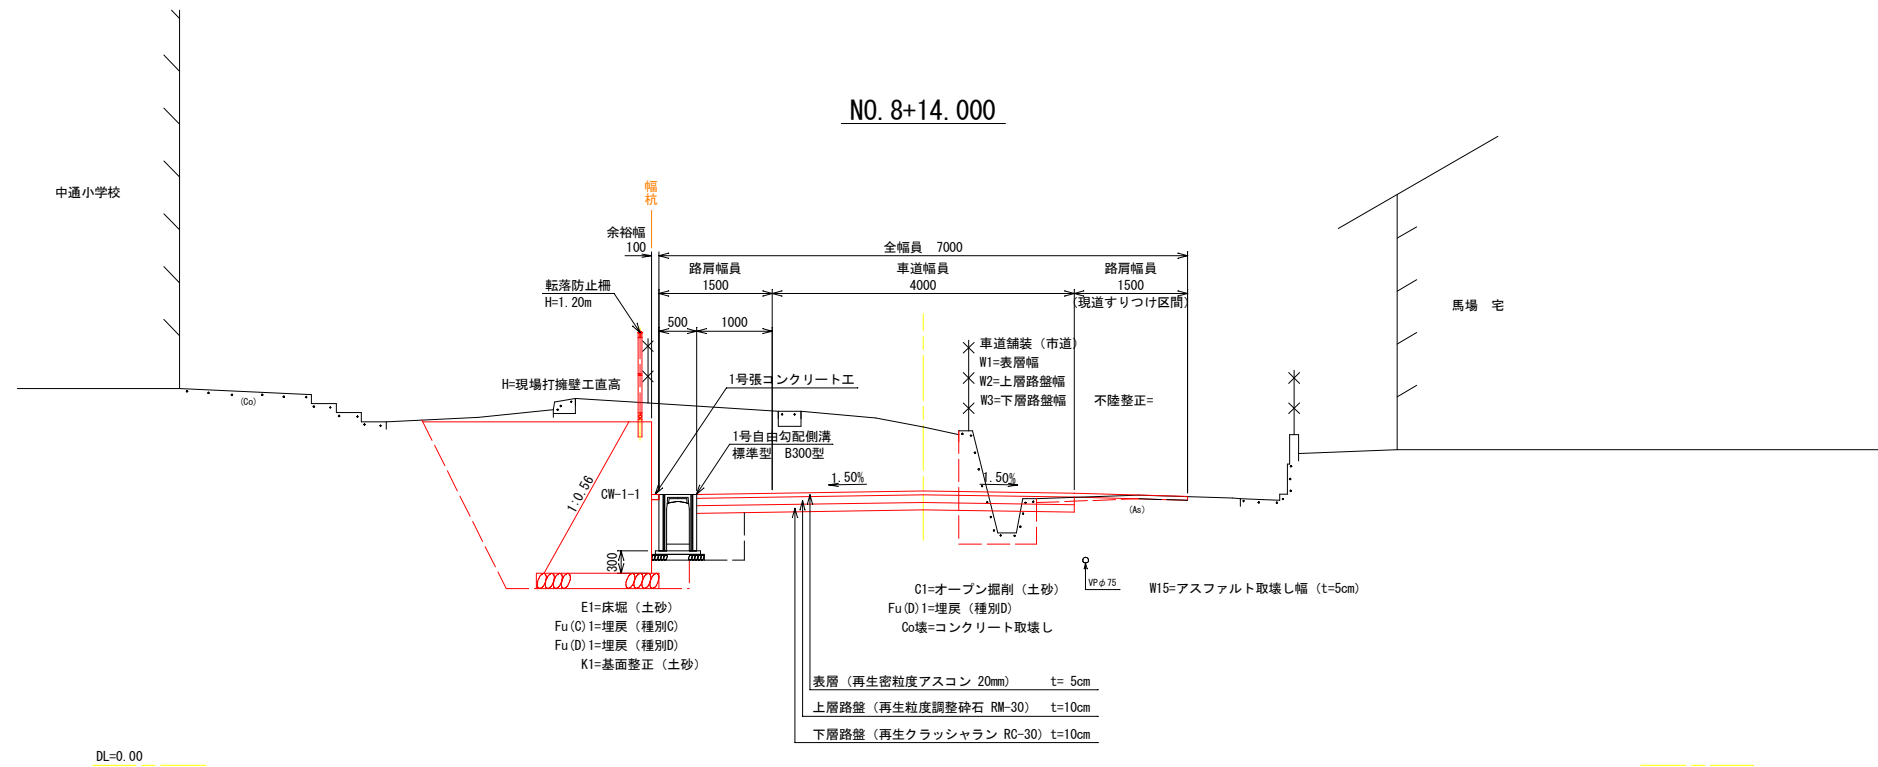 NO.8+14.000
中通小学校
幅杭
余裕幅
100
全幅員 7000
路肩幅員
車道幅員
路肩幅員
1500
4000
1500
(現道すりつけ区間)
転落防止柵
H=1.20m
馬場 宅
500
1000
車道舗装（市道）
W1=表層幅
W2=上層路盤幅
W3=下層路盤幅
不陸整正=
H=現場打擁壁工直高
1号張コンクリート工
(Co)
1号自由勾配側溝
標準型 B300型
1.50%
1.50%
1:0.56
CW-1-1
(As)
300
VPφ75
C1=オープン掘削（土砂）
W15=アスファルト取壊し幅（t=5cm）
E1=床堀（土砂）
Fu(D)1=埋戻（種別D）
Fu(C)1=埋戻（種別C）
Co壊=コンクリート取壊し
Fu(D)1=埋戻（種別D）
K1=基面整正（土砂）
表層（再生密粒度アスコン 20mm） t= 5cm
上層路盤（再生粒度調整砕石 RM-30） t=10cm
下層路盤（再生クラッシャラン RC-30）t=10cm
DL=0.00